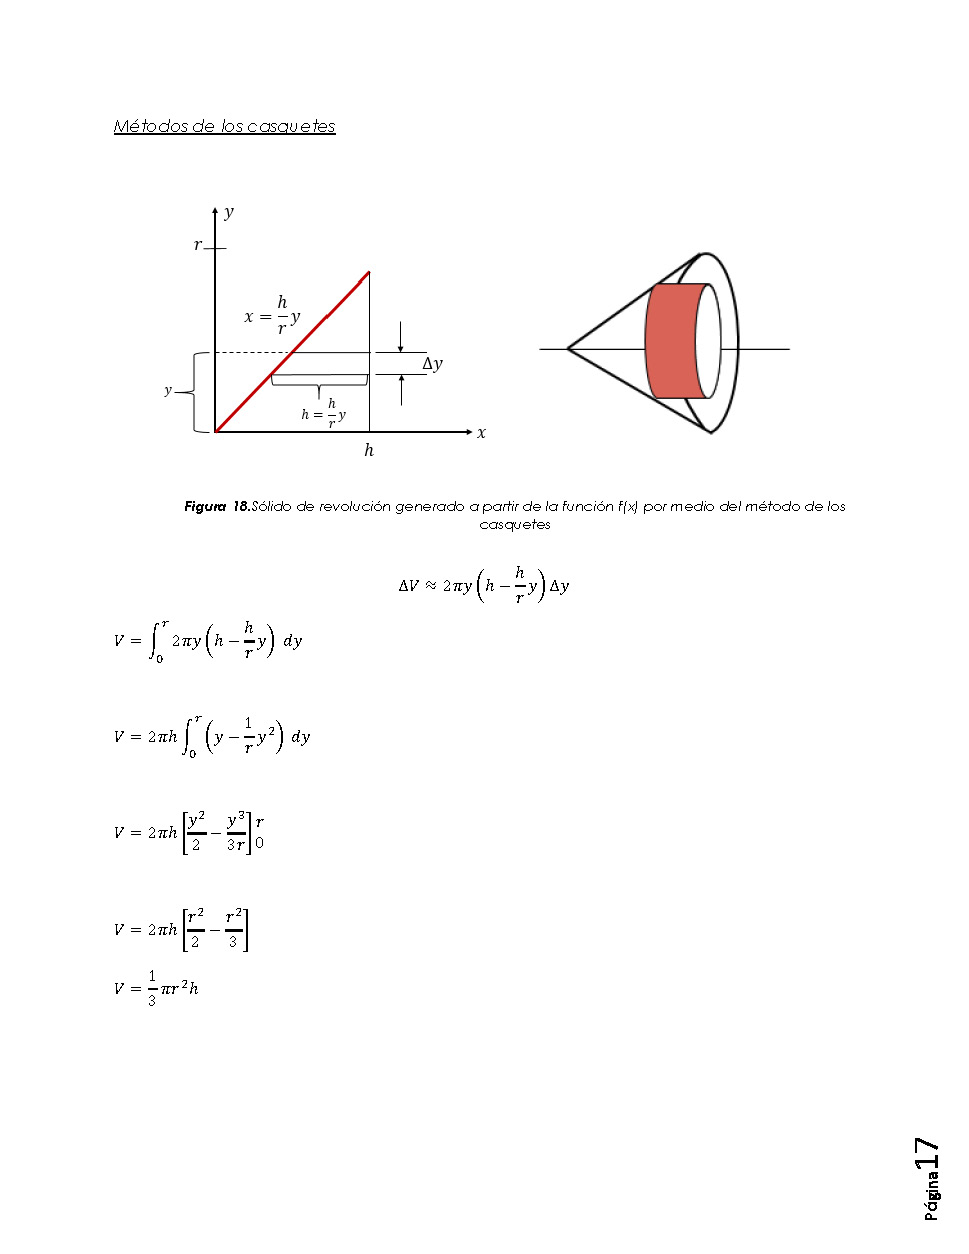 Métodos de los casquetes
y
r
x = h/r y
Δy
y
h = h/r y
x
h
Figura 18.Sólido de revolución generado a partir de la función f(x) por medio del método de los
casquetes
ΔV ≈ 2πy(h − h/r y)Δy
V = ∫₀ʳ 2πy(h − h/r y) dy
V = 2πh ∫₀ʳ (y − 1/r y²) dy
V = 2πh [y²/2 − y³/3r] r 0
V = 2πh [r²/2 − r²/3]
V = 1/3 πr²h
Página17